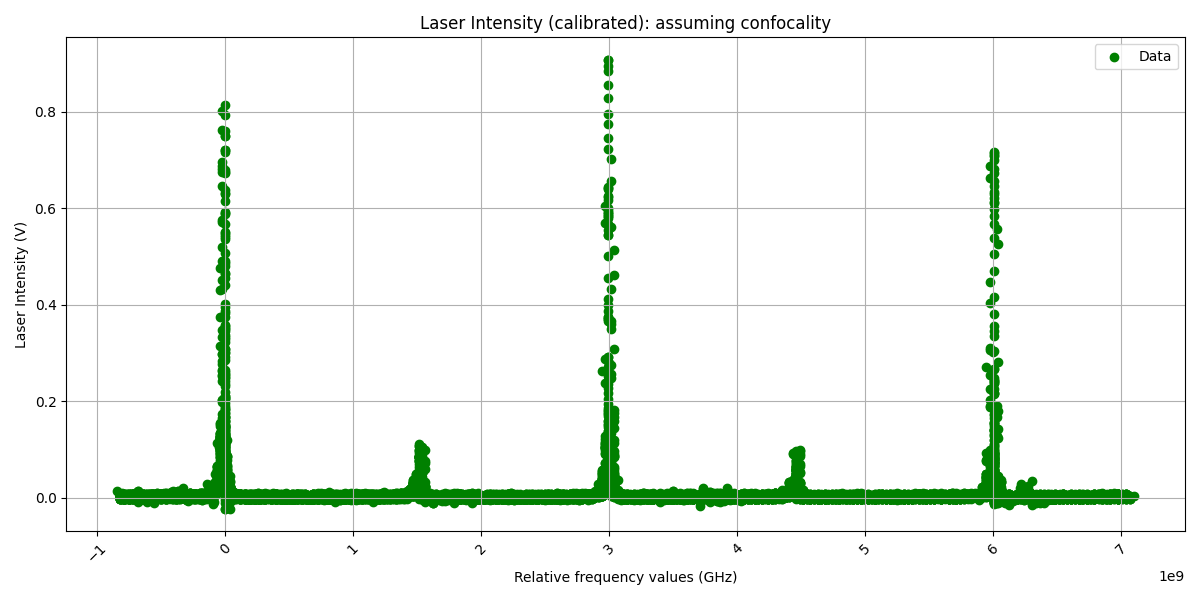 Laser Intensity (calibrated): assuming confocality
Data
0.8
0.6
0.4
0.2
0.0
Laser Intensity (V)
−1
0
1
2
3
4
5
6
7
1e9
Relative frequency values (GHz)